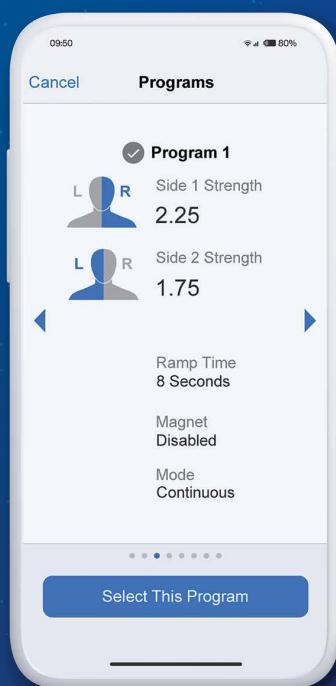 09:50 80%
Cancel Programs
Program 1
L R Side 1 Strength
2.25
L R Side 2 Strength
1.75
Ramp Time
8 Seconds
Magnet
Disabled
Mode
Continuous
Select This Program